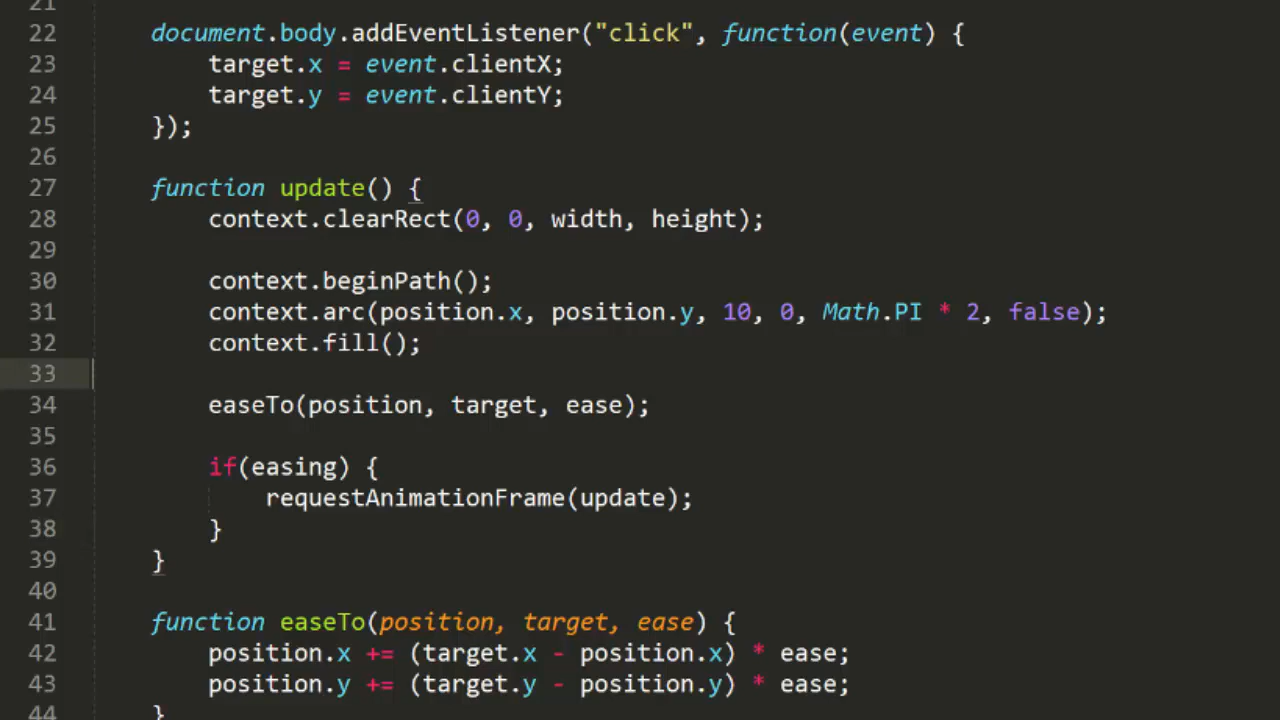 21
22 document.body.addEventListener("click", function(event) {
23 target.x = event.clientX;
24 target.y = event.clientY;
25 });
26
27 function update() {
28 context.clearRect(0, 0, width, height);
29
30 context.beginPath();
31 context.arc(position.x, position.y, 10, 0, Math.PI * 2, false);
32 context.fill();
33
34 easeTo(position, target, ease);
35
36 if(easing) {
37 requestAnimationFrame(update);
38 }
39 }
40
41 function easeTo(position, target, ease) {
42 position.x += (target.x - position.x) * ease;
43 position.y += (target.y - position.y) * ease;
44 }